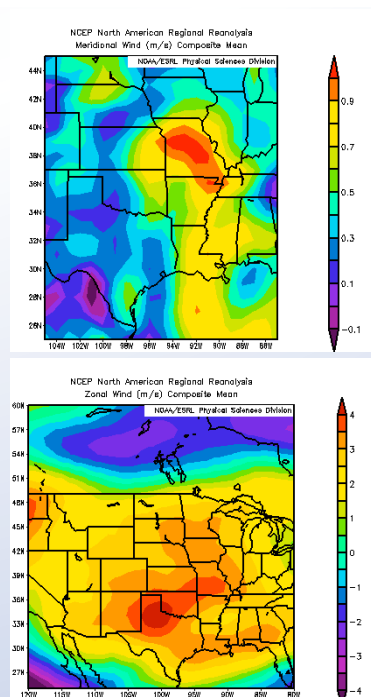 NCEP North American Regional Reanalysis
Meridional Wind (m/s) Composite Mean
NOAA/ESRL Physical Sciences Division
44N
42N
40N
38N
36N
34N
32N
30N
28N
26N
104W 102W 100W 98W 96W 94W 92W 90W 88W 86W
0.9
0.7
0.5
0.3
0.1
-0.1
NCEP North American Regional Reanalysis
Zonal Wind (m/s) Composite Mean
NOAA/ESRL Physical Sciences Division
60N
57N
54N
51N
48N
45N
42N
39N
36N
33N
30N
27N
120W 115W 110W 105W 100W 95W 90W 85W 80W
4
3
2
1
0
-1
-2
-3
-4